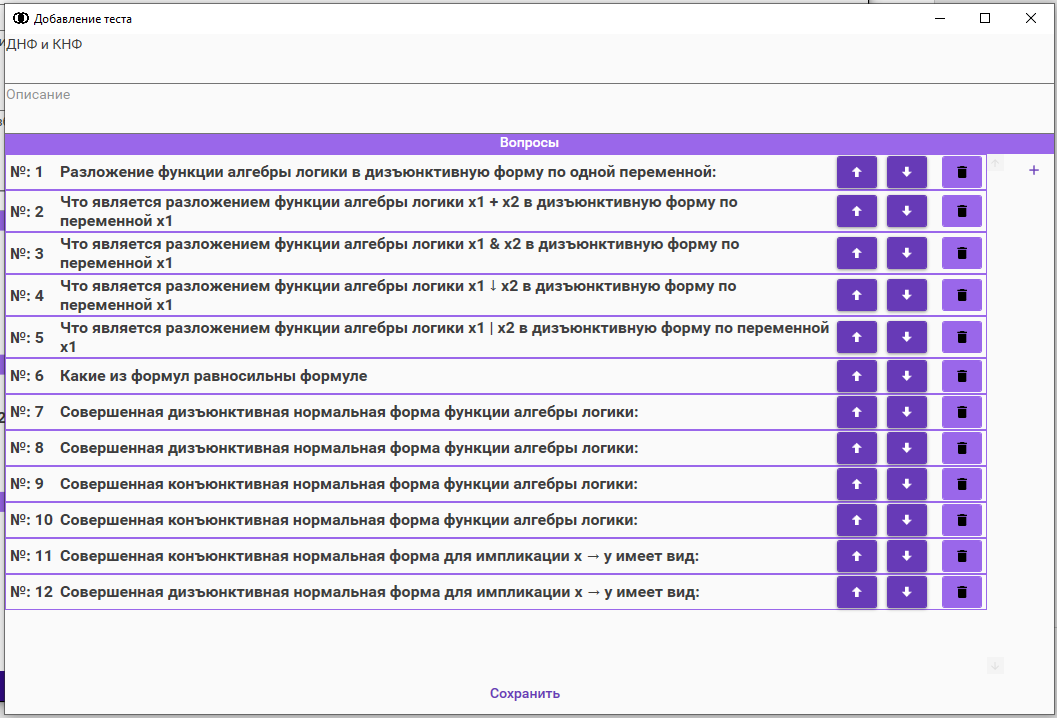 Добавление теста
ДНФ и КНФ
Описание
Вопросы
№: 1 Разложение функции алгебры логики в дизъюнктивную форму по одной переменной:
№: 2 Что является разложением функции алгебры логики x1 + x2 в дизъюнктивную форму по
переменной x1
№: 3 Что является разложением функции алгебры логики x1 & x2 в дизъюнктивную форму по
переменной x1
№: 4 Что является разложением функции алгебры логики x1 ↓ x2 в дизъюнктивную форму по
переменной x1
№: 5 Что является разложением функции алгебры логики x1 | x2 в дизъюнктивную форму по переменной
x1
№: 6 Какие из формул равносильны формуле
№: 7 Совершенная дизъюнктивная нормальная форма функции алгебры логики:
№: 8 Совершенная дизъюнктивная нормальная форма функции алгебры логики:
№: 9 Совершенная конъюнктивная нормальная форма функции алгебры логики:
№: 10 Совершенная конъюнктивная нормальная форма функции алгебры логики:
№: 11 Совершенная конъюнктивная нормальная форма для импликации x → y имеет вид:
№: 12 Совершенная дизъюнктивная нормальная форма для импликации x → y имеет вид:
Сохранить